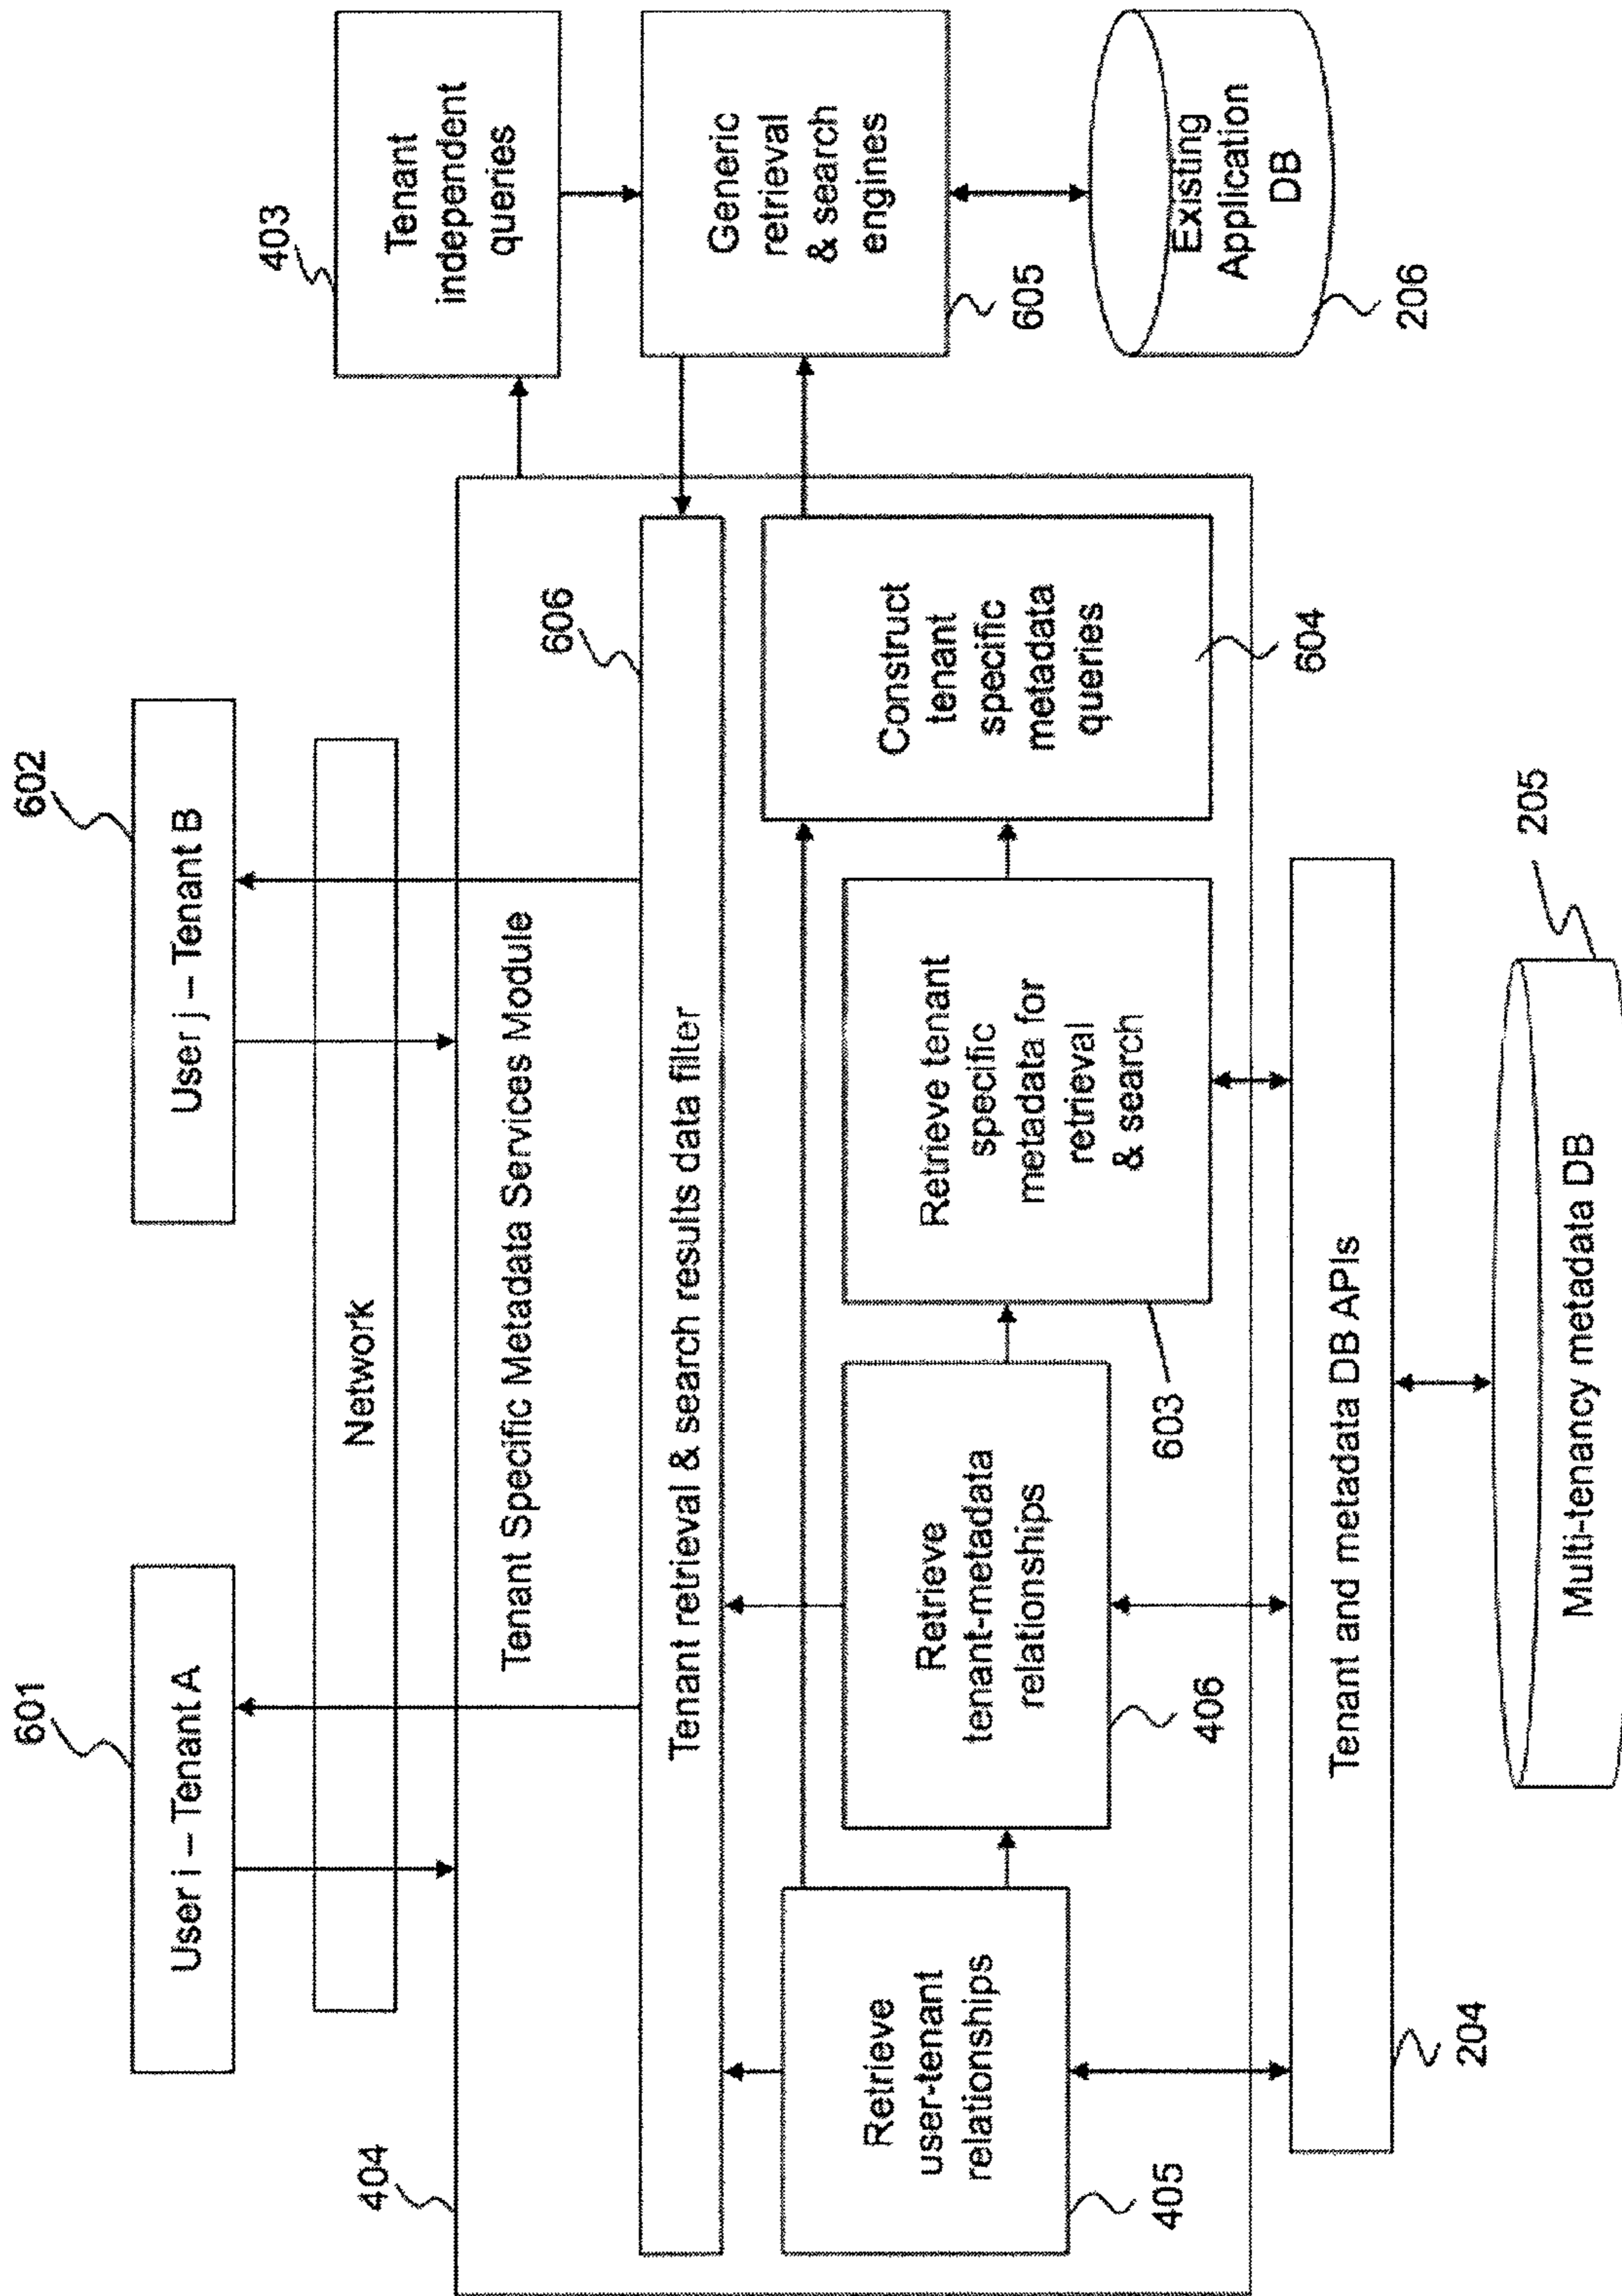 601
User i – Tenant A
602
User j – Tenant B
Network
404
Tenant Specific Metadata Services Module
403
Tenant
independent
queries
606
Tenant retrieval & search results data filter
Generic
retrieval
& search
engines
605
Retrieve
user-tenant
relationships
405
Retrieve
tenant-metadata
relationships
406
Retrieve tenant
specific
metadata for
retrieval
& search
603
Construct
tenant
specific
metadata
queries
604
Existing
Application
DB
206
Tenant and metadata DB APIs
204
205
Multi-tenancy metadata DB